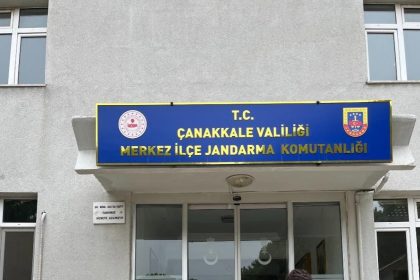 T.C.
ÇANAKKALE VALİLİĞİ
MERKEZ İLÇE JANDARMA KOMUTANLIĞI